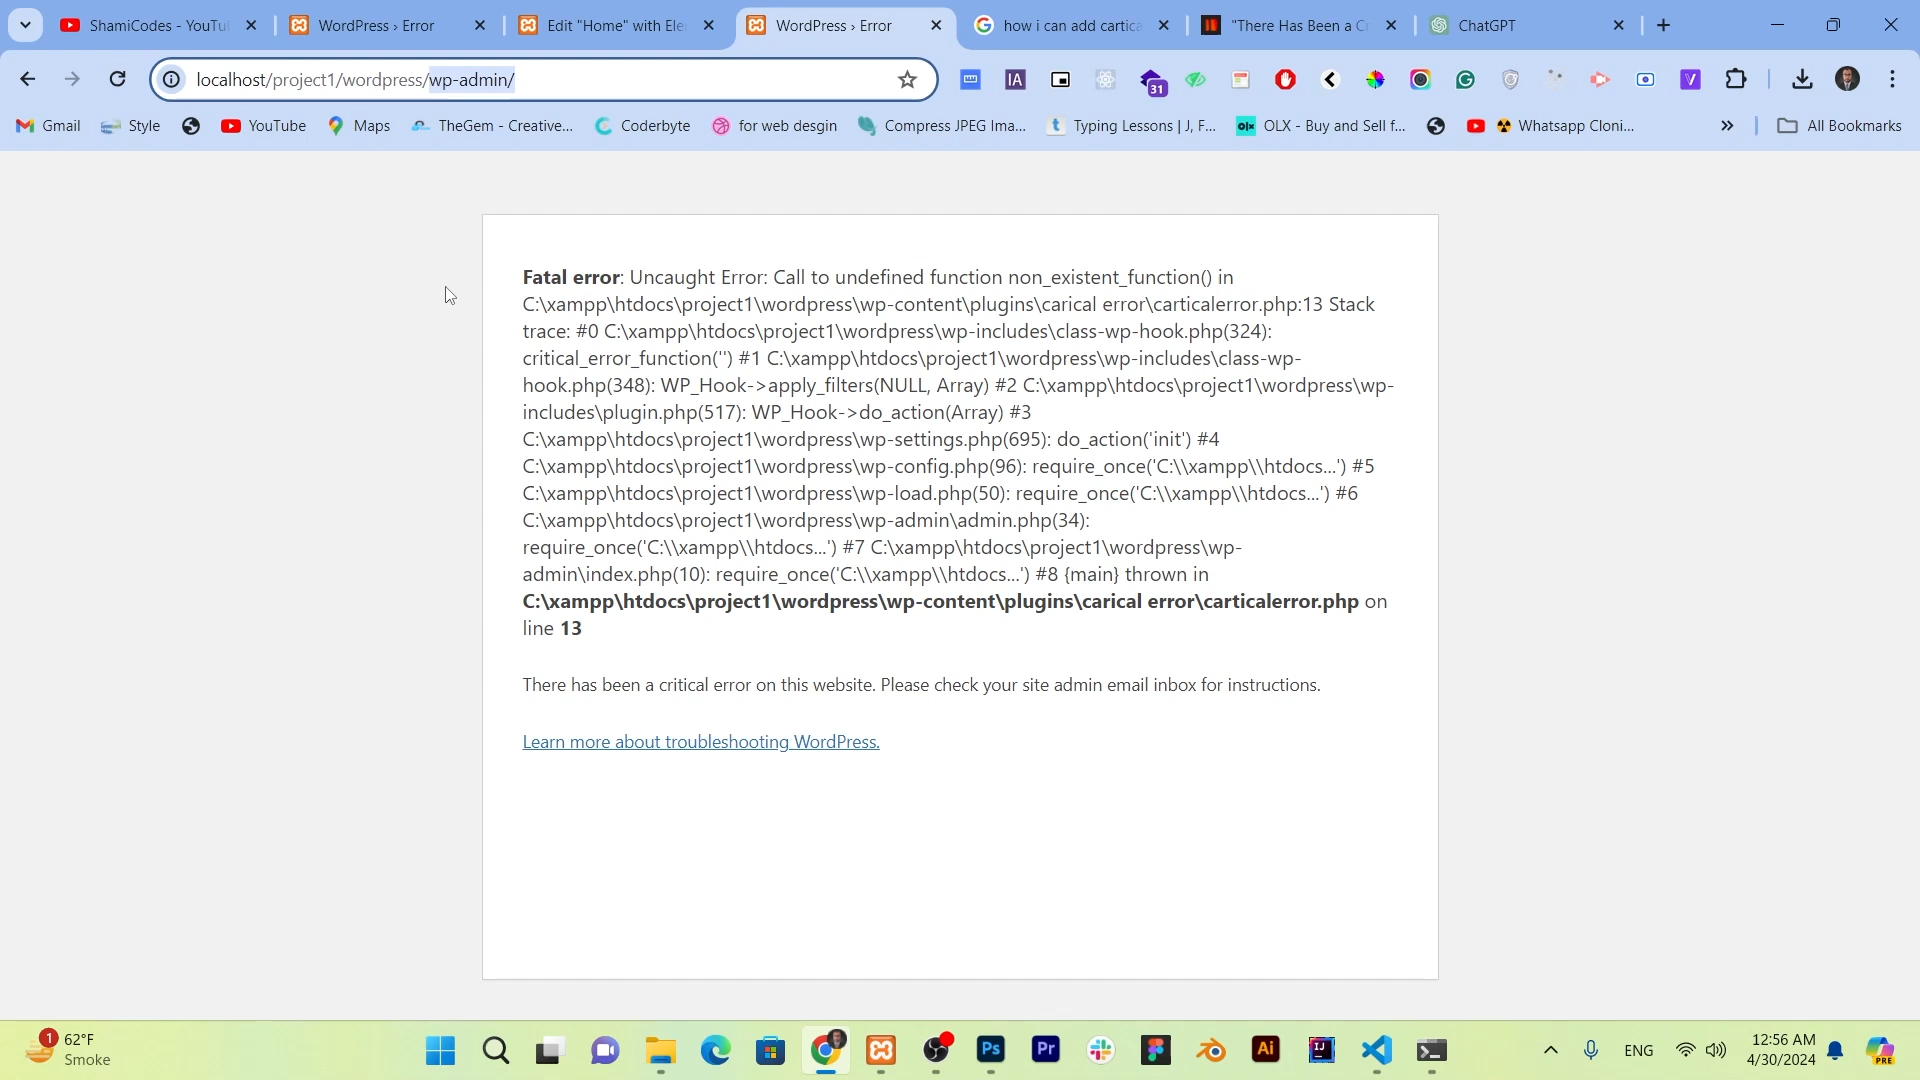 ShamiCodes - YouTu
WordPress › Error
Edit "Home" with Ele
WordPress › Error
how i can add cartica
"There Has Been a C
ChatGPT
localhost/project1/wordpress/wp-admin/
IA
31
Gmail
Style
YouTube
Maps
TheGem - Creative...
Coderbyte
for web desgin
Compress JPEG Ima...
Typing Lessons | J, F...
OLX - Buy and Sell f...
Whatsapp Cloni...
All Bookmarks
Fatal error: Uncaught Error: Call to undefined function non_existent_function() in
C:\xampp\htdocs\project1\wordpress\wp-content\plugins\carical error\carticalerror.php:13 Stack
trace: #0 C:\xampp\htdocs\project1\wordpress\wp-includes\class-wp-hook.php(324):
critical_error_function('') #1 C:\xampp\htdocs\project1\wordpress\wp-includes\class-wp-
hook.php(348): WP_Hook->apply_filters(NULL, Array) #2 C:\xampp\htdocs\project1\wordpress\wp-
includes\plugin.php(517): WP_Hook->do_action(Array) #3
C:\xampp\htdocs\project1\wordpress\wp-settings.php(695): do_action('init') #4
C:\xampp\htdocs\project1\wordpress\wp-config.php(96): require_once('C:\\xampp\\htdocs...') #5
C:\xampp\htdocs\project1\wordpress\wp-load.php(50): require_once('C:\\xampp\\htdocs...') #6
C:\xampp\htdocs\project1\wordpress\wp-admin\admin.php(34):
require_once('C:\\xampp\\htdocs...') #7 C:\xampp\htdocs\project1\wordpress\wp-
admin\index.php(10): require_once('C:\\xampp\\htdocs...') #8 {main} thrown in
C:\xampp\htdocs\project1\wordpress\wp-content\plugins\carical error\carticalerror.php on
line 13
There has been a critical error on this website. Please check your site admin email inbox for instructions.
Learn more about troubleshooting WordPress.
1
62°F
Smoke
Ps
Pr
Ai
IJ
ENG
12:56 AM
4/30/2024
PRE